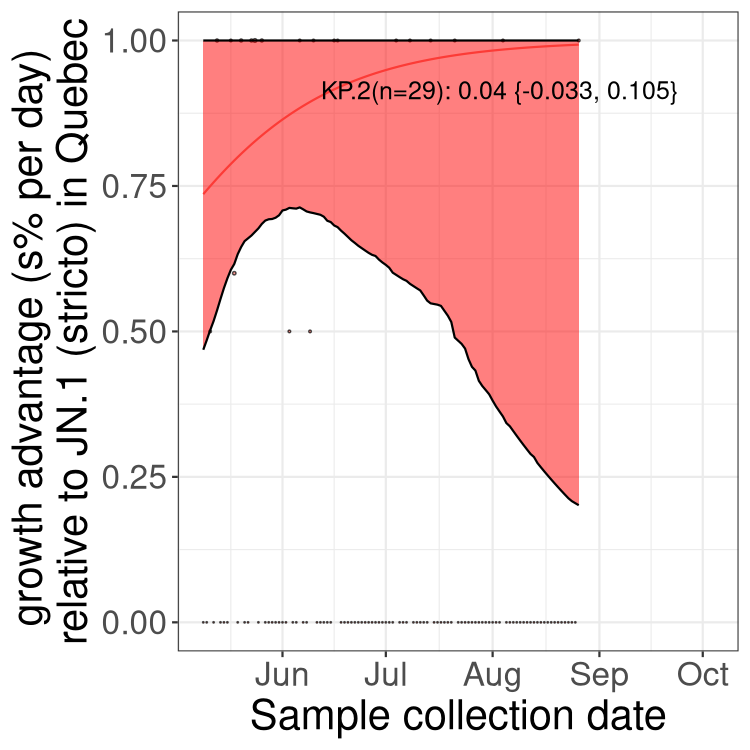 growth advantage (s% per day)
relative to JN.1 (stricto) in Quebec
1.00
0.75
0.50
0.25
0.00
KP.2(n=29): 0.04 {-0.033, 0.105}
Jun Jul Aug Sep Oct
Sample collection date